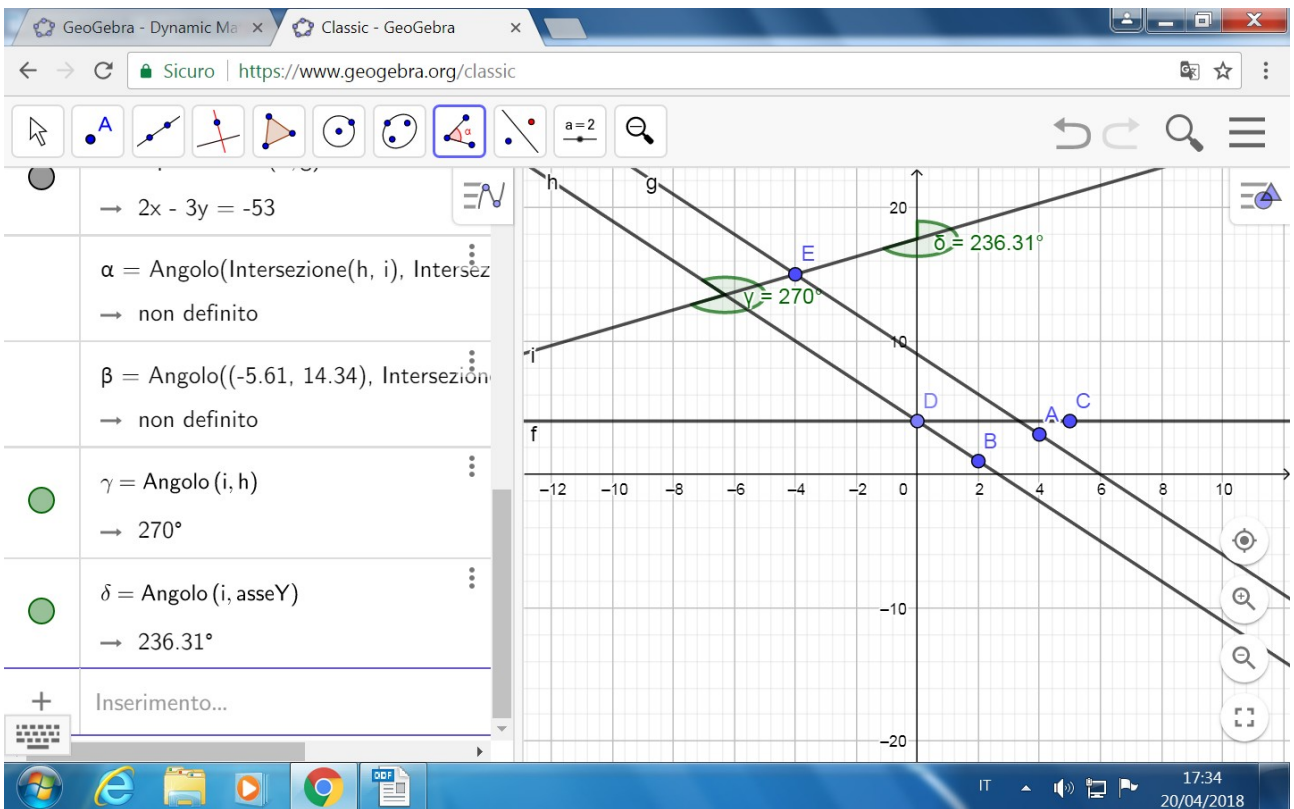 GeoGebra - Dynamic Ma
Classic - GeoGebra
Sicuro
https://www.geogebra.org/classic
A
α
a=2
→ 2x - 3y = -53
α = Angolo(Intersezione(h, i), Intersez
→ non definito
β = Angolo((-5.61, 14.34), Intersezion
→ non definito
γ = Angolo (i, h)
→ 270°
δ = Angolo (i, asseY)
→ 236.31°
+ Inserimento...
h
g
20
δ = 236.31°
E
γ = 270°
10
i
D
A
C
f
B
−12 −10 −8 −6 −4 −2 0 2 4 6 8 10
−10
−20
ODF
IT
17:34
20/04/2018